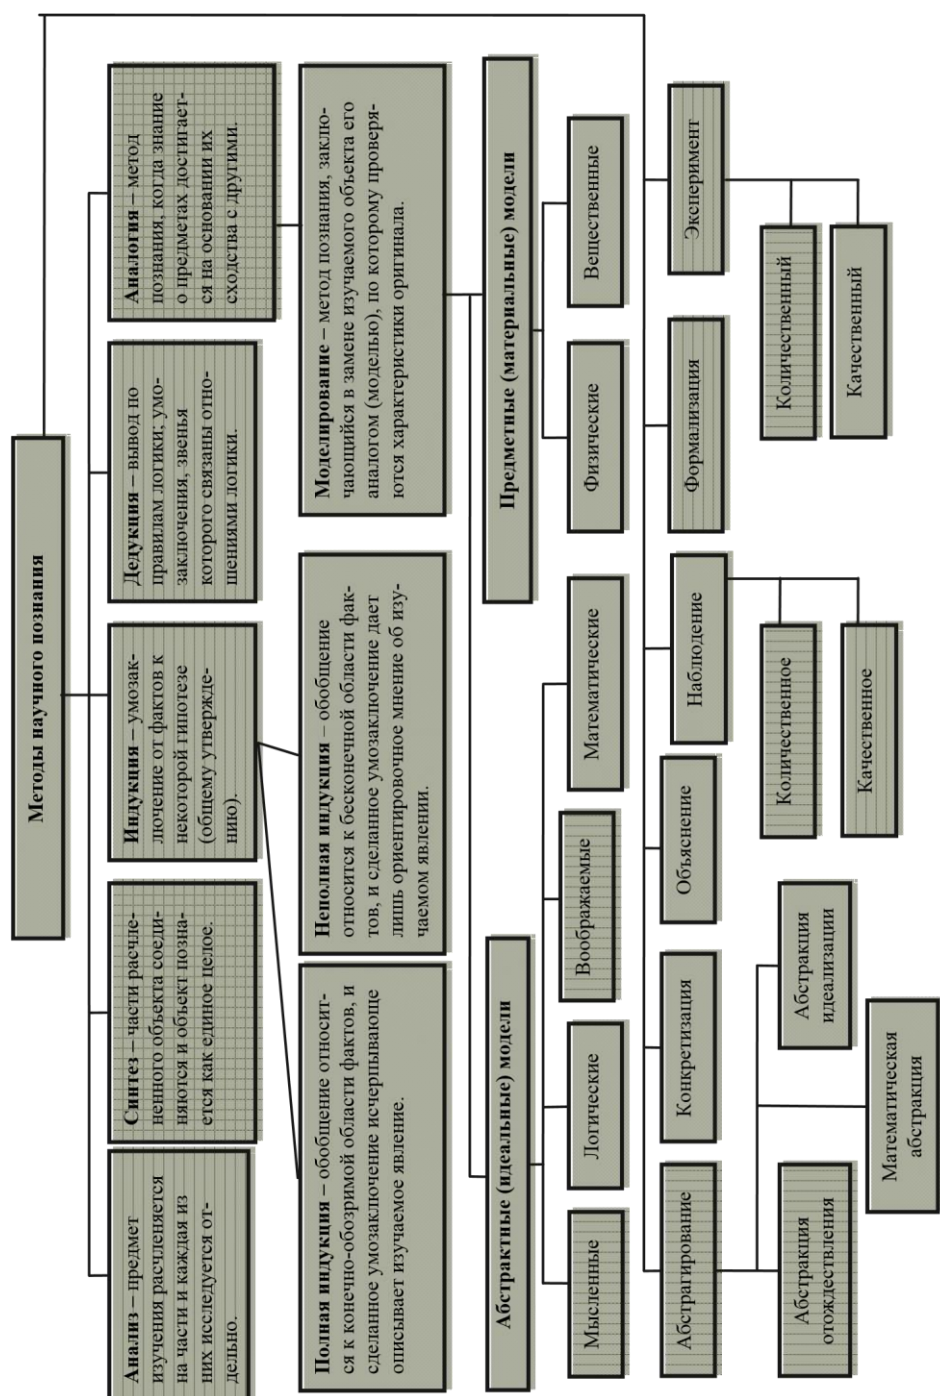 Методы научного познания
Анализ – предмет
изучения расчленяется
на части и каждая из
них исследуется от-
дельно.
Синтез – части расчле-
ненного объекта соеди-
няются и объект позна-
ется как единое целое.
Индукция – умозак-
лючение от фактов к
некоторой гипотезе
(общему утвержде-
нию).
Дедукция – вывод по
правилам логики; умо-
заключения, звенья
которого связаны отно-
шениями логики.
Аналогия – метод
познания, когда знание
о предметах достигает-
ся на основании их
сходства с другими.
Полная индукция – обобщение относит-
ся к конечно-обозримой области фактов, и
сделанное умозаключение исчерпывающе
описывает изучаемое явление.
Неполная индукция – обобщение
относится к бесконечной области фак-
тов, и сделанное умозаключение дает
лишь ориентировочное мнение об изу-
чаемом явлении.
Моделирование – метод познания, заклю-
чающийся в замене изучаемого объекта его
аналогом (моделью), по которому проверя-
ются характеристики оригинала.
Абстрактные (идеальные) модели
Предметные (материальные) модели
Мысленные
Логические
Воображаемые
Математические
Физические
Вещественные
Абстрагирование
Конкретизация
Объяснение
Наблюдение
Формализация
Эксперимент
Абстракция
отождествления
Абстракция
идеализации
Математическая
абстракция
Количественное
Качественное
Количественный
Качественный